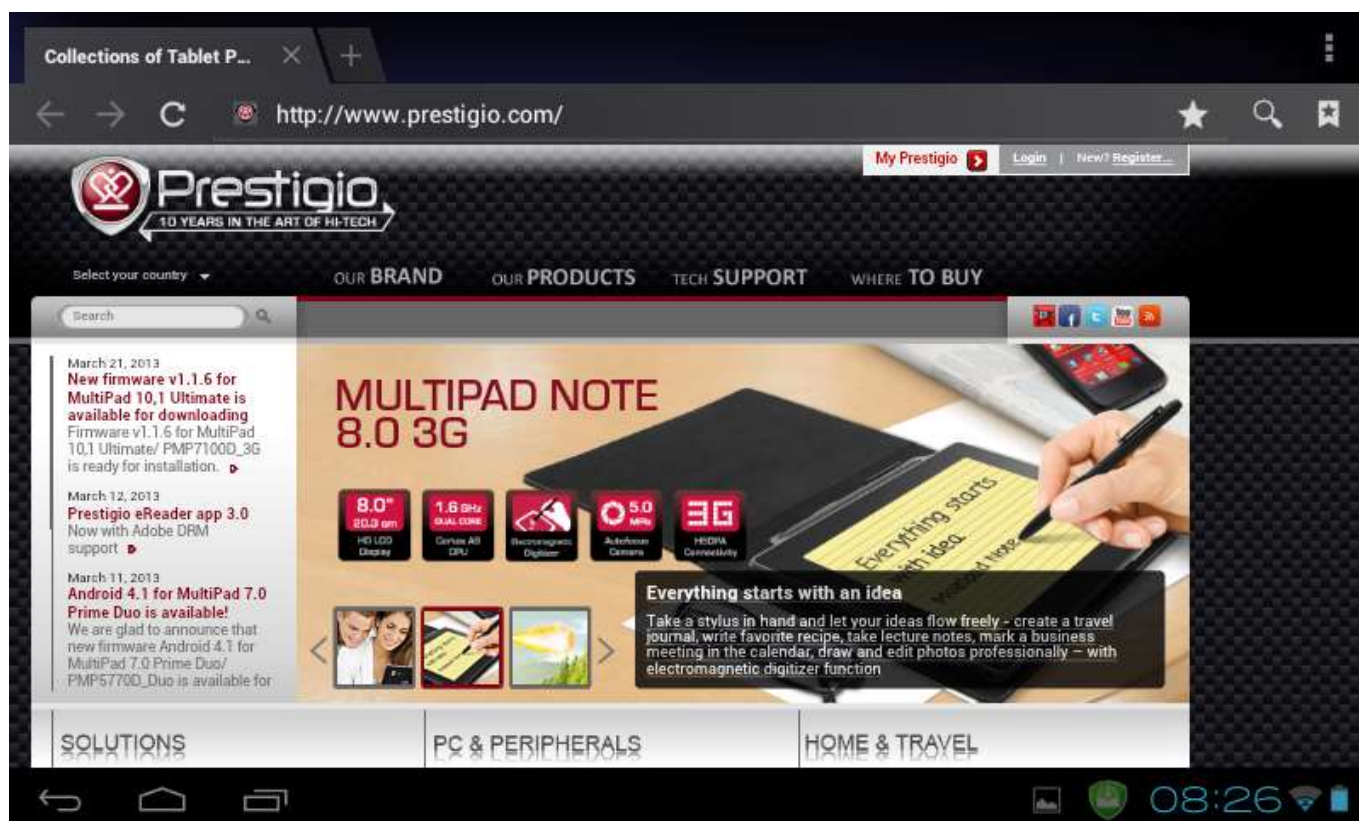 Collections of Tablet P...
http://www.prestigio.com/
My Prestigio
Login | New? Register...
Prestigio
10 YEARS IN THE ART OF HI-TECH
Select your country
OUR BRAND
OUR PRODUCTS
TECH SUPPORT
WHERE TO BUY
Search
March 21, 2013
New firmware v1.1.6 for
MultiPad 10,1 Ultimate is
available for downloading
Firmware v1.1.6 for MultiPad
10,1 Ultimate/ PMP7100D_3G
is ready for installation.
March 12, 2013
Prestigio eReader app 3.0
Now with Adobe DRM
support
March 11, 2013
Android 4.1 for MultiPad 7.0
Prime Duo is available!
We are glad to announce that
new firmware Android 4.1 for
MultiPad 7.0 Prime Duo/
PMP5770D_Duo is available for
MULTIPAD NOTE
8.0 3G
8.0"
20.3 cm
HD LCD
Display
1.6 GHz
DUAL CORE
Cortex A9
CPU
Electromagnetic
Digitizer
5.0
MPix
Autofocus
Camera
3G
HSDPA
Connectivity
Everything starts
with idea
MultiPad Note
Everything starts with an idea
Take a stylus in hand and let your ideas flow freely - create a travel
journal, write favorite recipe, take lecture notes, mark a business
meeting in the calendar, draw and edit photos professionally – with
electromagnetic digitizer function
SOLUTIONS
PC & PERIPHERALS
HOME & TRAVEL
08:26